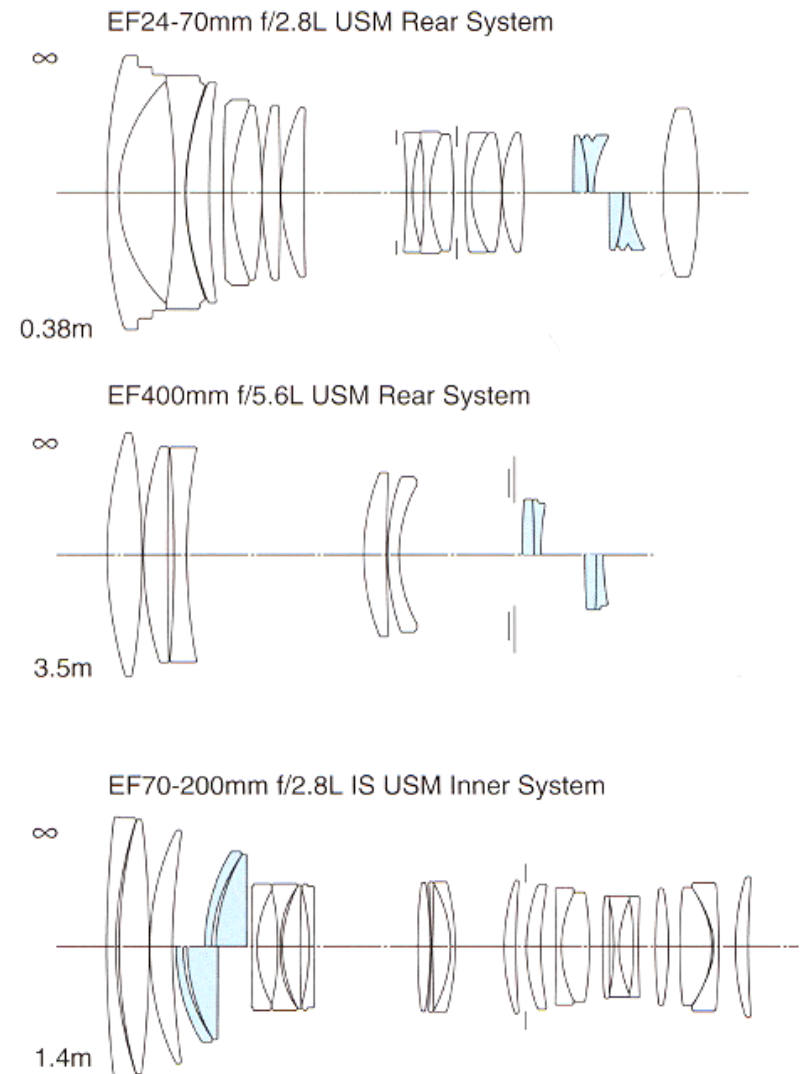 EF24-70mm f/2.8L USM Rear System
∞
0.38m
EF400mm f/5.6L USM Rear System
∞
3.5m
EF70-200mm f/2.8L IS USM Inner System
∞
1.4m